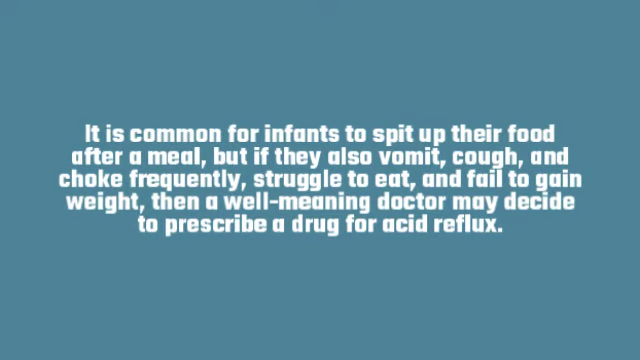 It is common for infants to spit up their food
after a meal, but if they also vomit, cough, and
choke frequently, struggle to eat, and fail to gain
weight, then a well-meaning doctor may decide
to prescribe a drug for acid reflux.